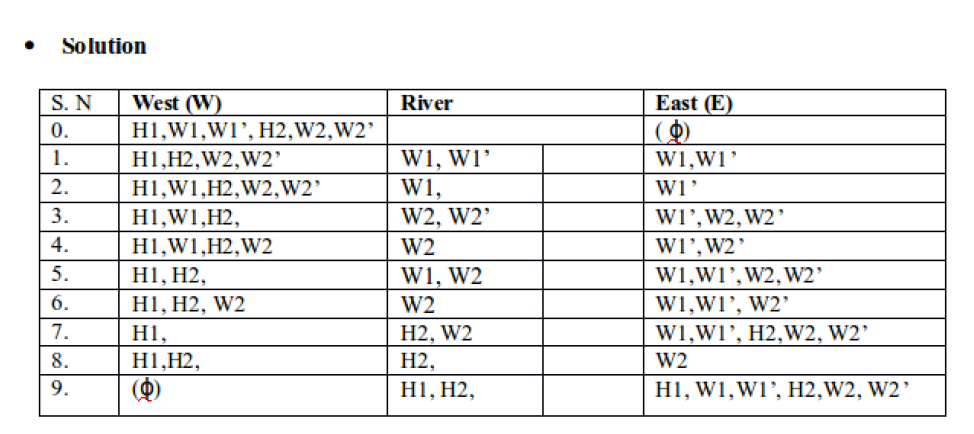 • Solution
S. N West (W) River East (E)
0. H1,W1,W1’, H2,W2,W2’ ( ϕ)
1. H1,H2,W2,W2’ W1, W1’ W1,W1’
2. H1,W1,H2,W2,W2’ W1, W1’
3. H1,W1,H2, W2, W2’ W1’,W2,W2’
4. H1,W1,H2,W2 W2 W1’,W2’
5. H1, H2, W1, W2 W1,W1’,W2,W2’
6. H1, H2, W2 W2 W1,W1’, W2’
7. H1, H2, W2 W1,W1’, H2,W2, W2’
8. H1,H2, H2, W2
9. (ϕ) H1, H2, H1, W1,W1’, H2,W2, W2’